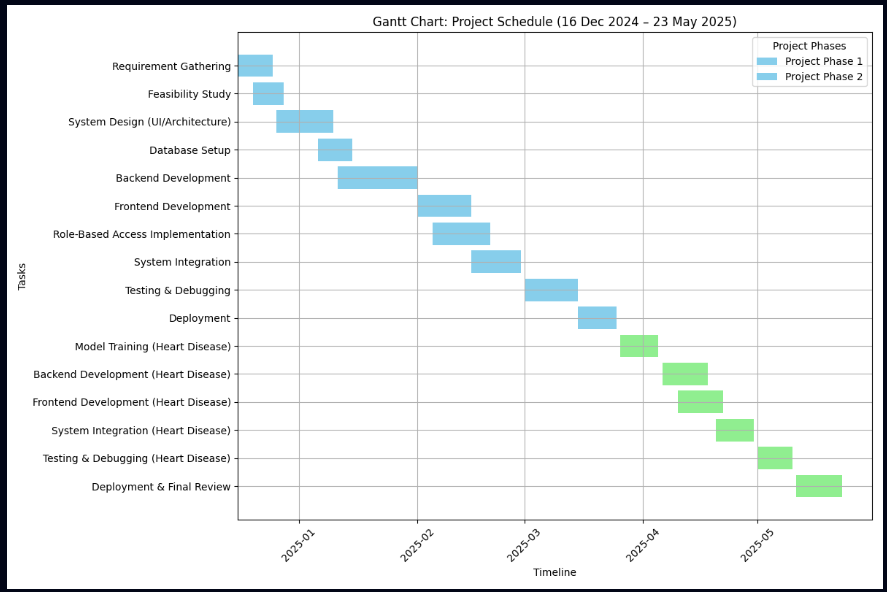 Gantt Chart: Project Schedule (16 Dec 2024 – 23 May 2025)
Project Phases
Project Phase 1
Project Phase 2
Requirement Gathering
Feasibility Study
System Design (UI/Architecture)
Database Setup
Backend Development
Frontend Development
Role-Based Access Implementation
System Integration
Testing & Debugging
Deployment
Model Training (Heart Disease)
Backend Development (Heart Disease)
Frontend Development (Heart Disease)
System Integration (Heart Disease)
Testing & Debugging (Heart Disease)
Deployment & Final Review
Tasks
2025-01
2025-02
2025-03
2025-04
2025-05
Timeline